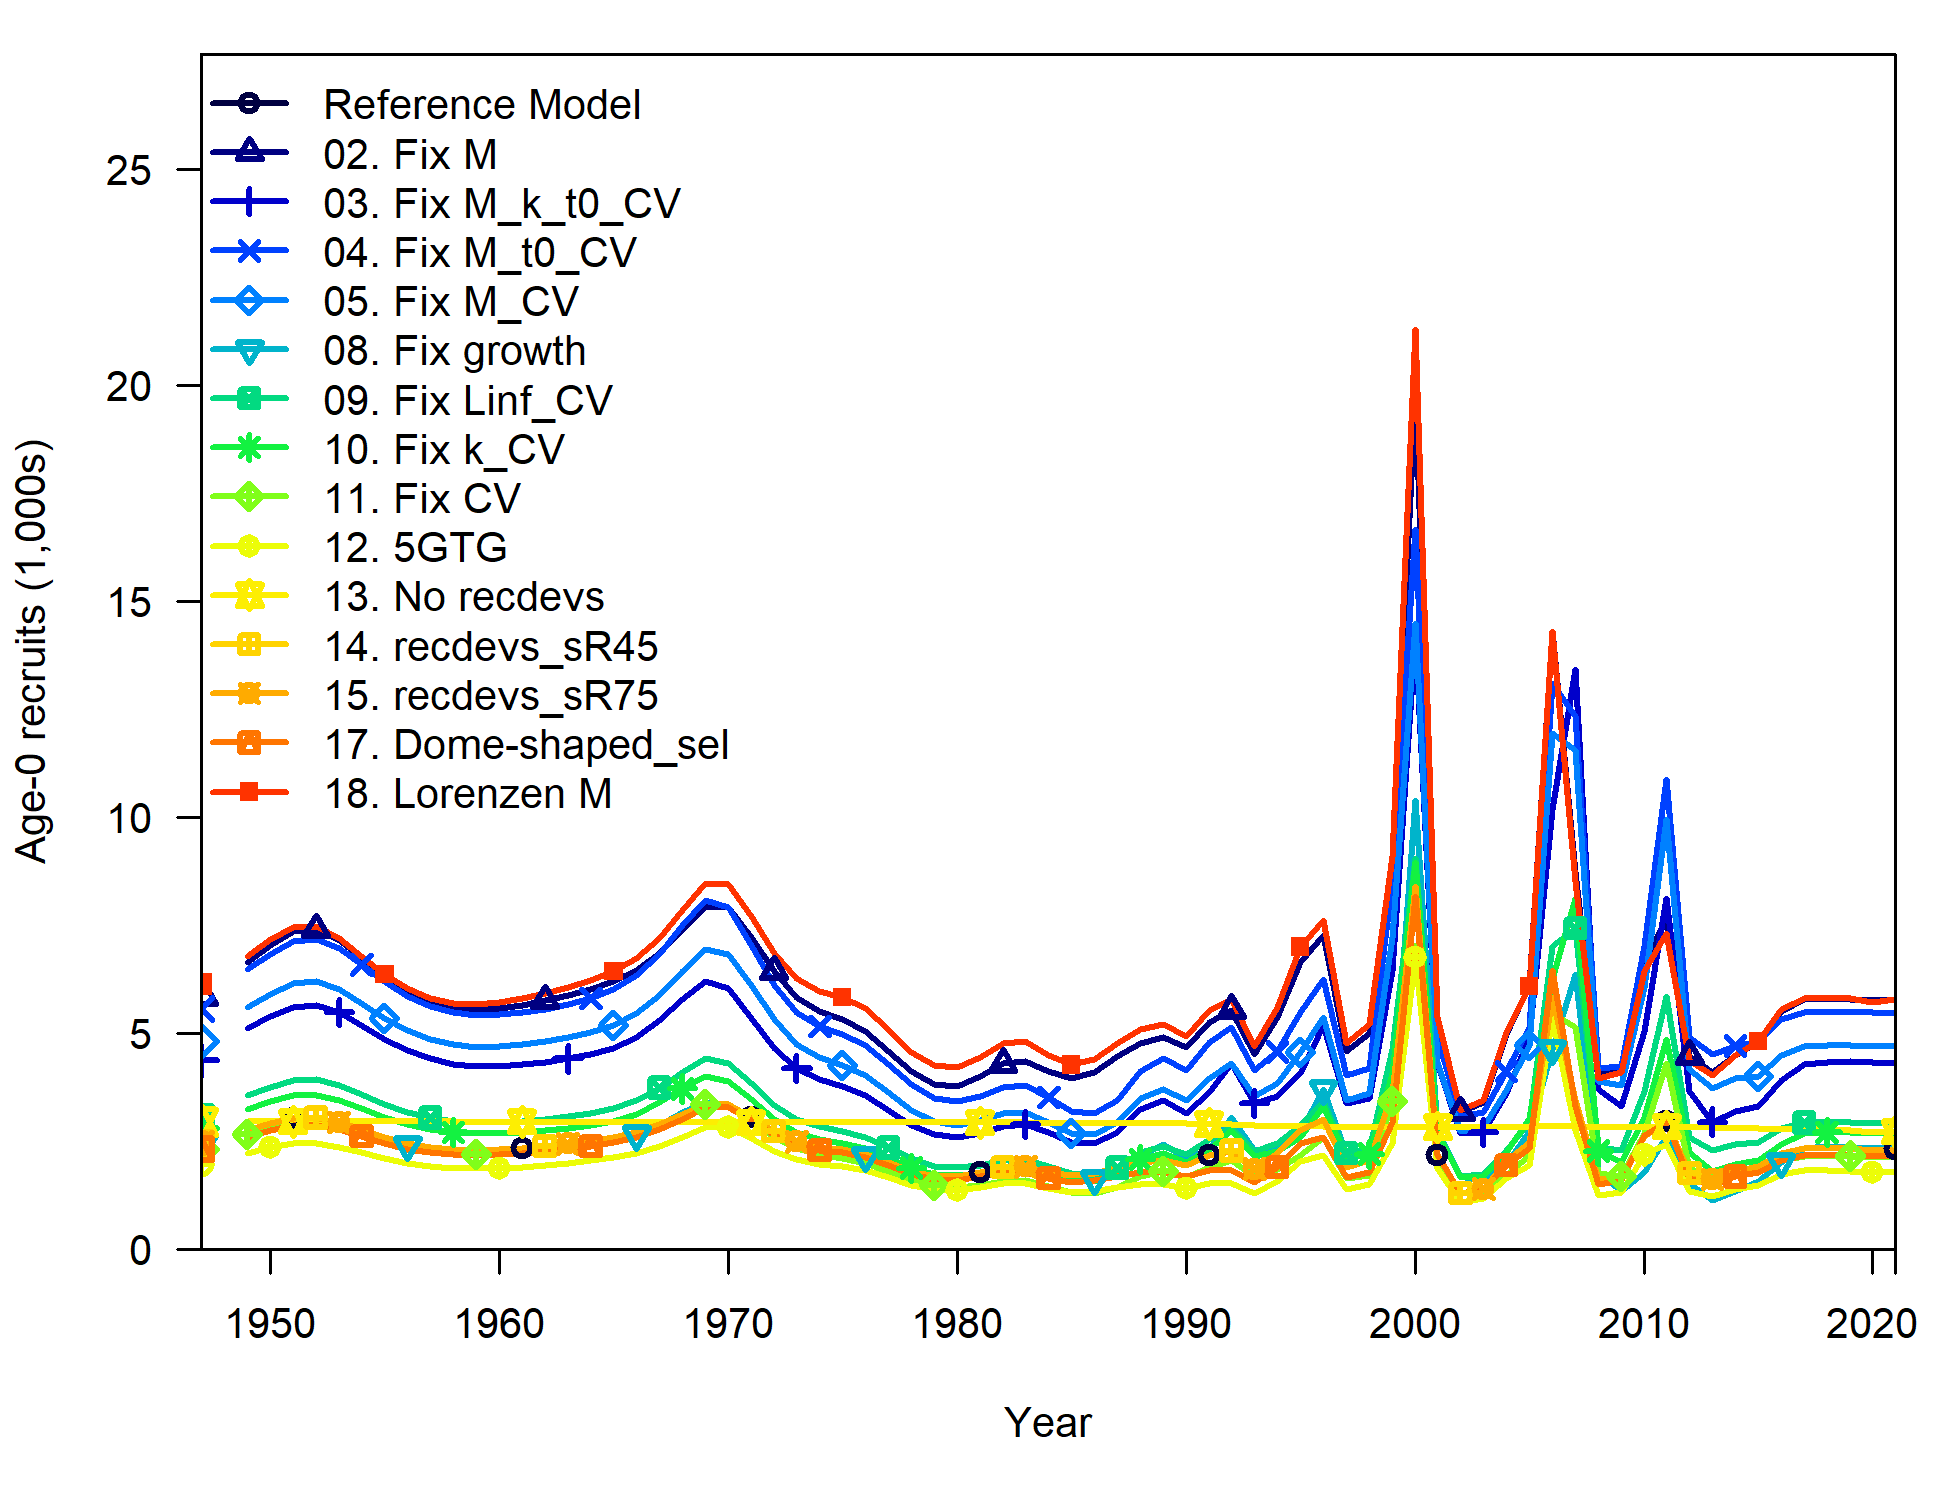 Reference Model
02. Fix M
03. Fix M_k_t0_CV
04. Fix M_t0_CV
05. Fix M_CV
08. Fix growth
09. Fix Linf_CV
10. Fix k_CV
11. Fix CV
12. 5GTG
13. No recdevs
14. recdevs_sR45
15. recdevs_sR75
17. Dome-shaped_sel
18. Lorenzen M
Age-0 recruits (1,000s)
25
20
15
10
5
0
1950 1960 1970 1980 1990 2000 2010 2020
Year